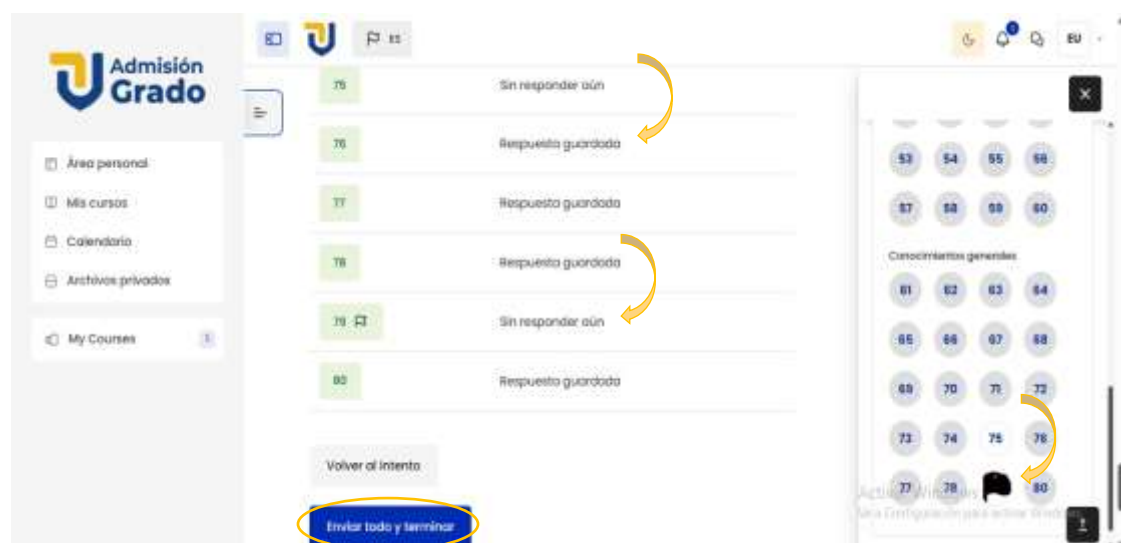 Admisión
Grado
Área personal
Mis cursos
Calendario
Archivos privados
My Courses
EU
75 Sin responder aún
76 Respuesta guardada
77 Respuesta guardada
78 Respuesta guardada
79 Sin responder aún
80 Respuesta guardada
Volver al intento
Enviar todo y terminar
53 54 55 56
57 58 59 60
Conocimientos generales
61 62 63 64
65 66 67 68
69 70 71 72
73 74 75 76
77 78 80